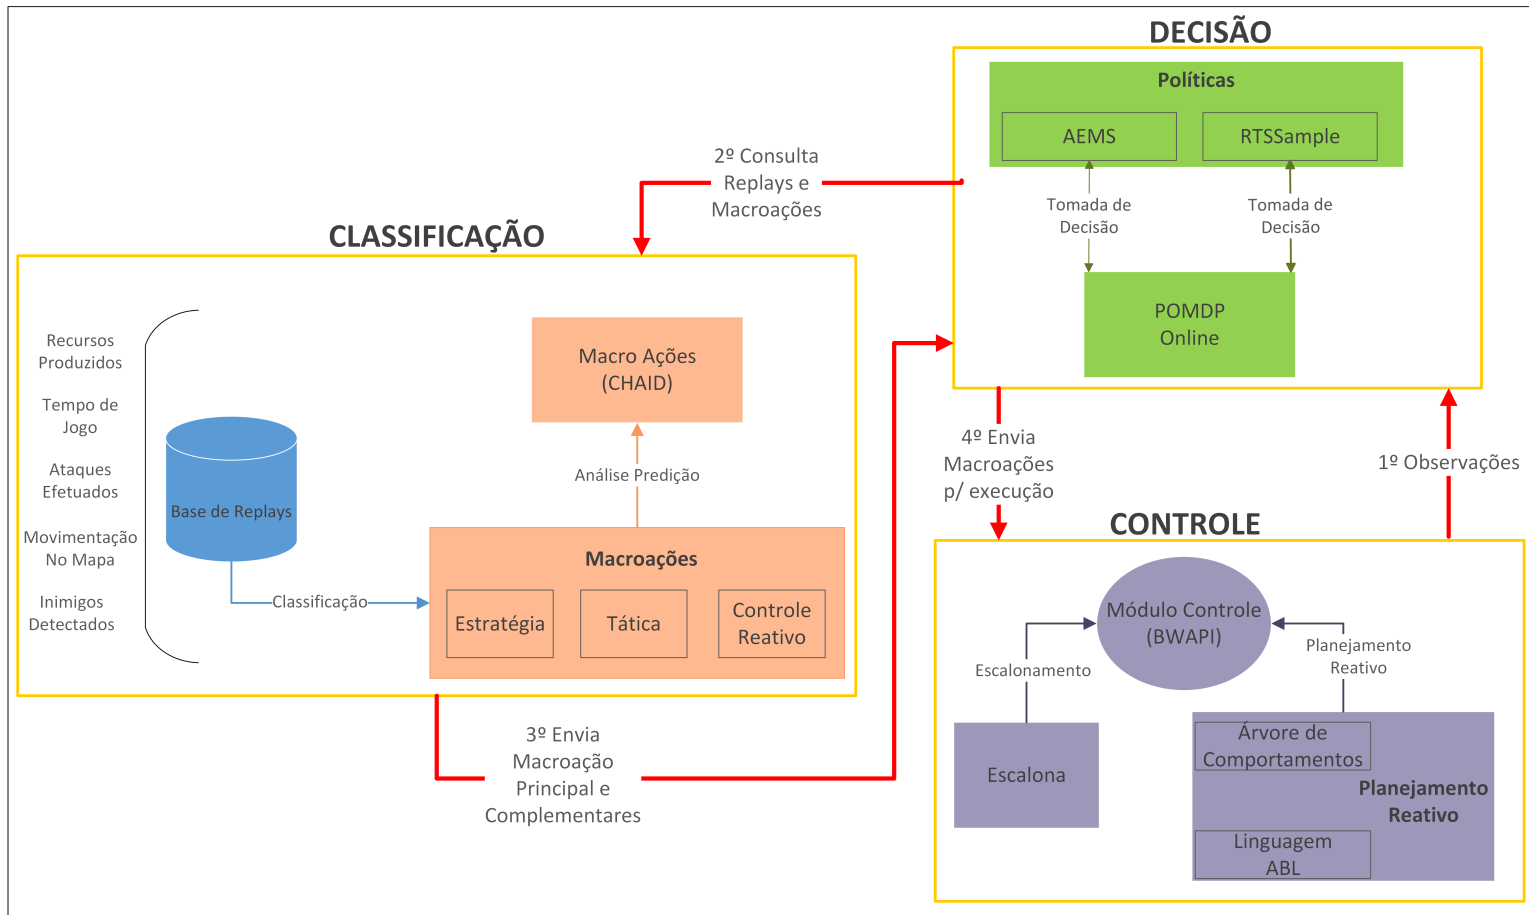 DECISÃO
Políticas
AEMS
RTSSample
Tomada de
Decisão
Tomada de
Decisão
POMDP
Online
2º Consulta
Replays e
Macroações
CLASSIFICAÇÃO
Recursos
Produzidos
Tempo de
Jogo
Ataques
Efetuados
Movimentação
No Mapa
Inimigos
Detectados
Base de Replays
Classificação
Macro Ações
(CHAID)
Análise Predição
Macroações
Estratégia
Tática
Controle
Reativo
3º Envia
Macroação
Principal e
Complementares
4º Envia
Macroações
p/ execução
1º Observações
CONTROLE
Módulo Controle
(BWAPI)
Escalonamento
Planejamento
Reativo
Escalona
Árvore de
Comportamentos
Planejamento
Reativo
Linguagem
ABL